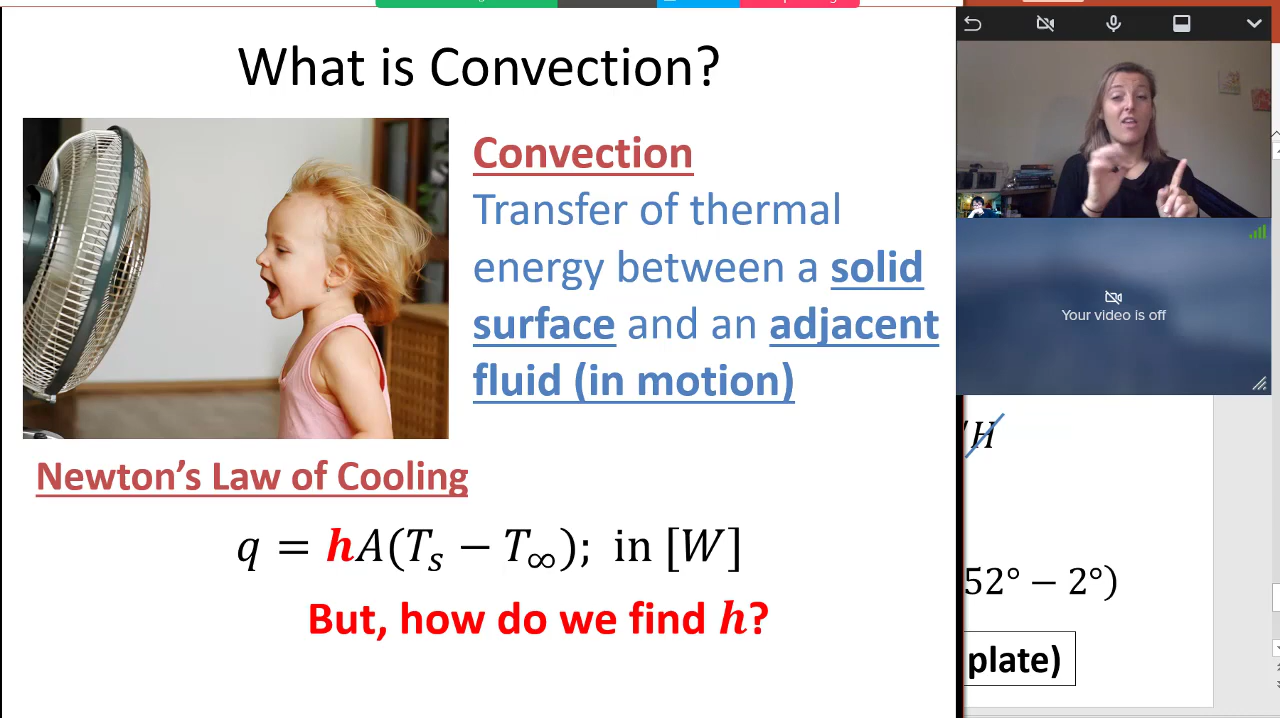 What is Convection?
Convection
Transfer of thermal
energy between a solid
surface and an adjacent
fluid (in motion)
Newton's Law of Cooling
q = hA(Tₛ − T∞); in [W]
But, how do we find h?
Your video is off
/H
52° − 2°)
plate)